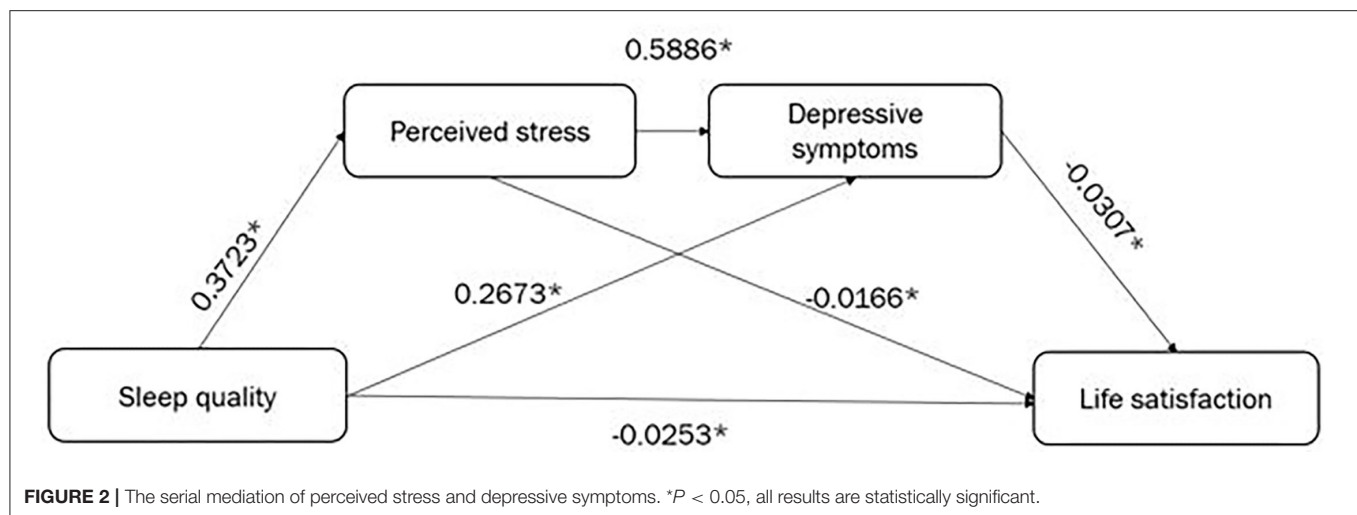 0.5886*
Perceived stress
Depressive
symptoms
-0.0307*
0.3723*
0.2673*
-0.0166*
Sleep quality
Life satisfaction
-0.0253*
FIGURE 2 | The serial mediation of perceived stress and depressive symptoms. *P < 0.05, all results are statistically significant.